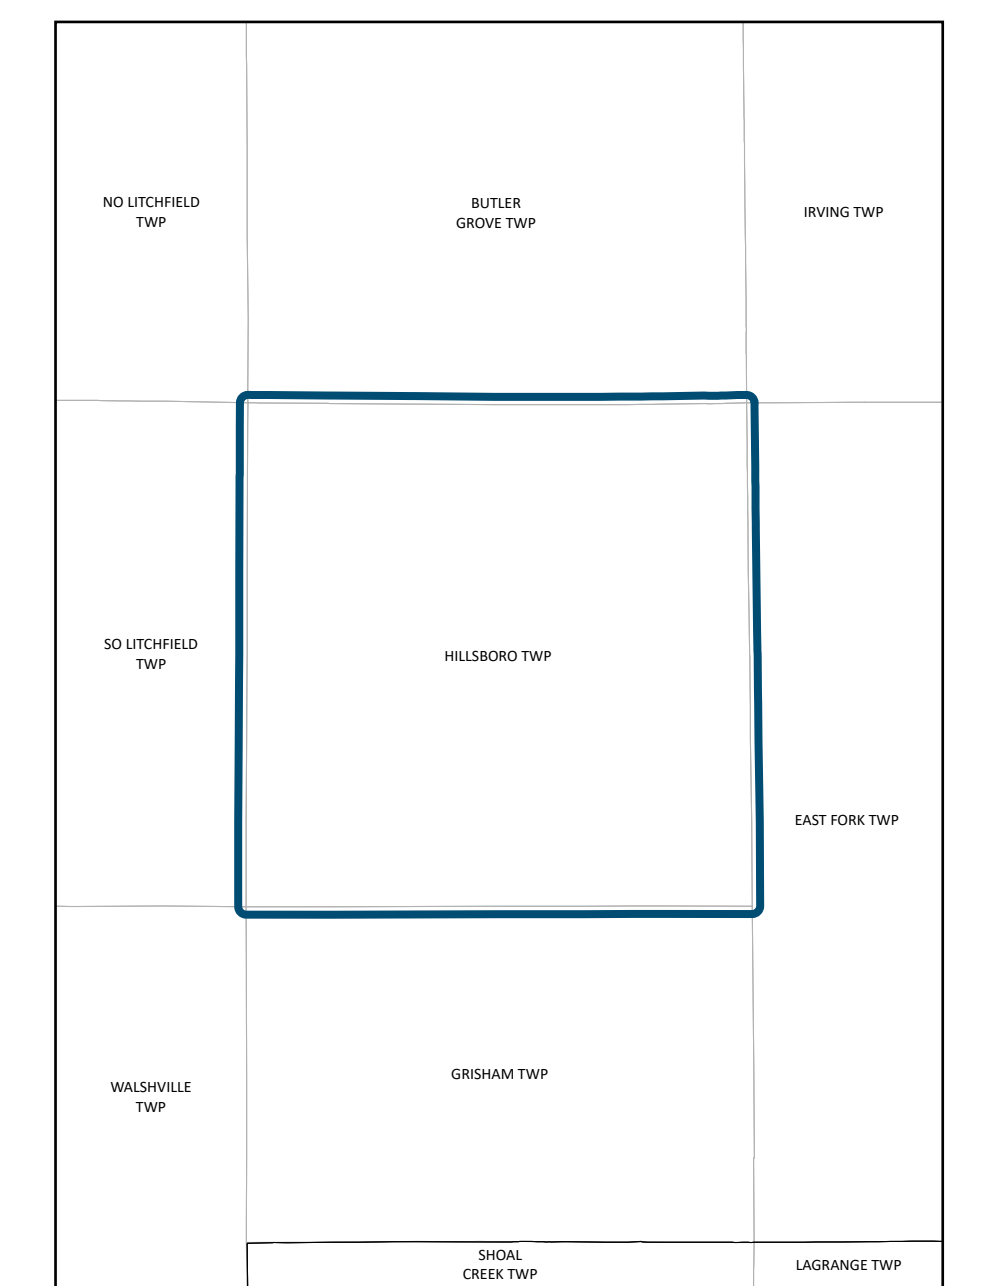 NO LITCHFIELD
TWP
BUTLER
GROVE TWP
IRVING TWP
SO LITCHFIELD
TWP
HILLSBORO TWP
EAST FORK TWP
WALSHVILLE
TWP
GRISHAM TWP
SHOAL
CREEK TWP
LAGRANGE TWP